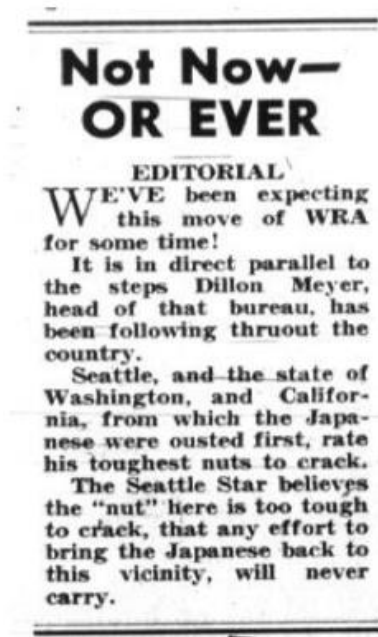 Not Now—
OR EVER
EDITORIAL
WE'VE been expecting
this move of WRA
for some time!
It is in direct parallel to
the steps Dillon Meyer,
head of that bureau, has
been following thruout the
country.
Seattle, and the state of
Washington, and Califor-
nia, from which the Japa-
nese were ousted first, rate
his toughest nuts to crack.
The Seattle Star believes
the "nut" here is too tough
to crack, that any effort to
bring the Japanese back to
this vicinity, will never
carry.